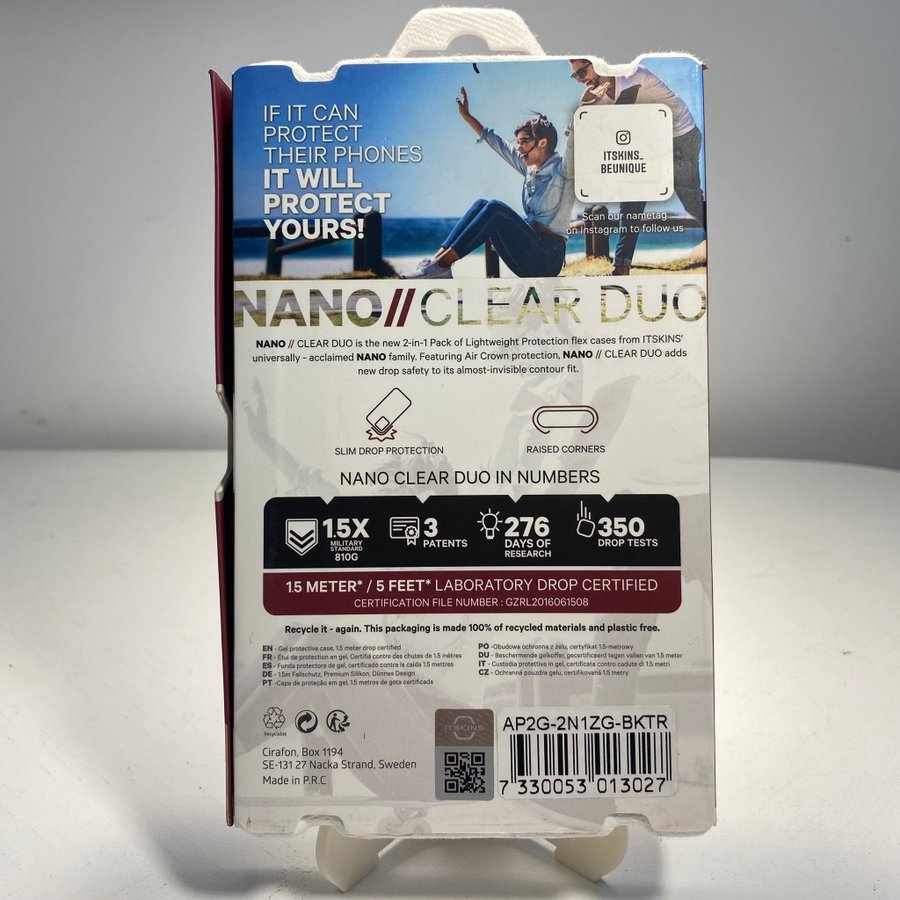 IF IT CAN
PROTECT
THEIR PHONES
IT WILL
PROTECT
YOURS!
ITSKINS_
BEUNIQUE
Scan our nametag
on Instagram to follow us
NANO//CLEAR DUO
NANO // CLEAR DUO is the new 2-in-1 Pack of Lightweight Protection flex cases from ITSKINS'
universally - acclaimed NANO family. Featuring Air Crown protection, NANO // CLEAR DUO adds
new drop safety to its almost-invisible contour fit.
SLIM DROP PROTECTION
RAISED CORNERS
NANO CLEAR DUO IN NUMBERS
1.5X
MILITARY
STANDARD
810G
3
PATENTS
276
DAYS OF
RESEARCH
350
DROP TESTS
1.5 METER* / 5 FEET* LABORATORY DROP CERTIFIED
CERTIFICATION FILE NUMBER : GZRL2016061508
Recycle it - again. This packaging is made 100% of recycled materials and plastic free.
EN - Gel protective case, 1.5 meter drop certified
FR - Étui de protection en gel, Certifié contre des chutes de 1.5 mètres
ES - Funda protectora de gel, certificado contra la caída 1.5 mettres
DE - 1.5m Fallschutz, Premium Silikon, Dünnes Design
PT - Capa de proteção em gel, 1.5 metros de gota certificada
PO - Obudowa ochronna z żelu, certyfikat 1.5-metrowy
DU - Beschermende gelkoffer, gecertificeerd tegen vallen van 1.5 meter
IT - Custodia protettiva in gel, certificata contro cadute di 1.5 metri
CZ - Ochranna pouzdra gelu, certifikovaná 1.5 metry
Recyclable
Cirafon, Box 1194
SE-131 27 Nacka Strand, Sweden
Made in P.R.C
ITSKINS
AP2G-2N1ZG-BKTR
7 330053 013027